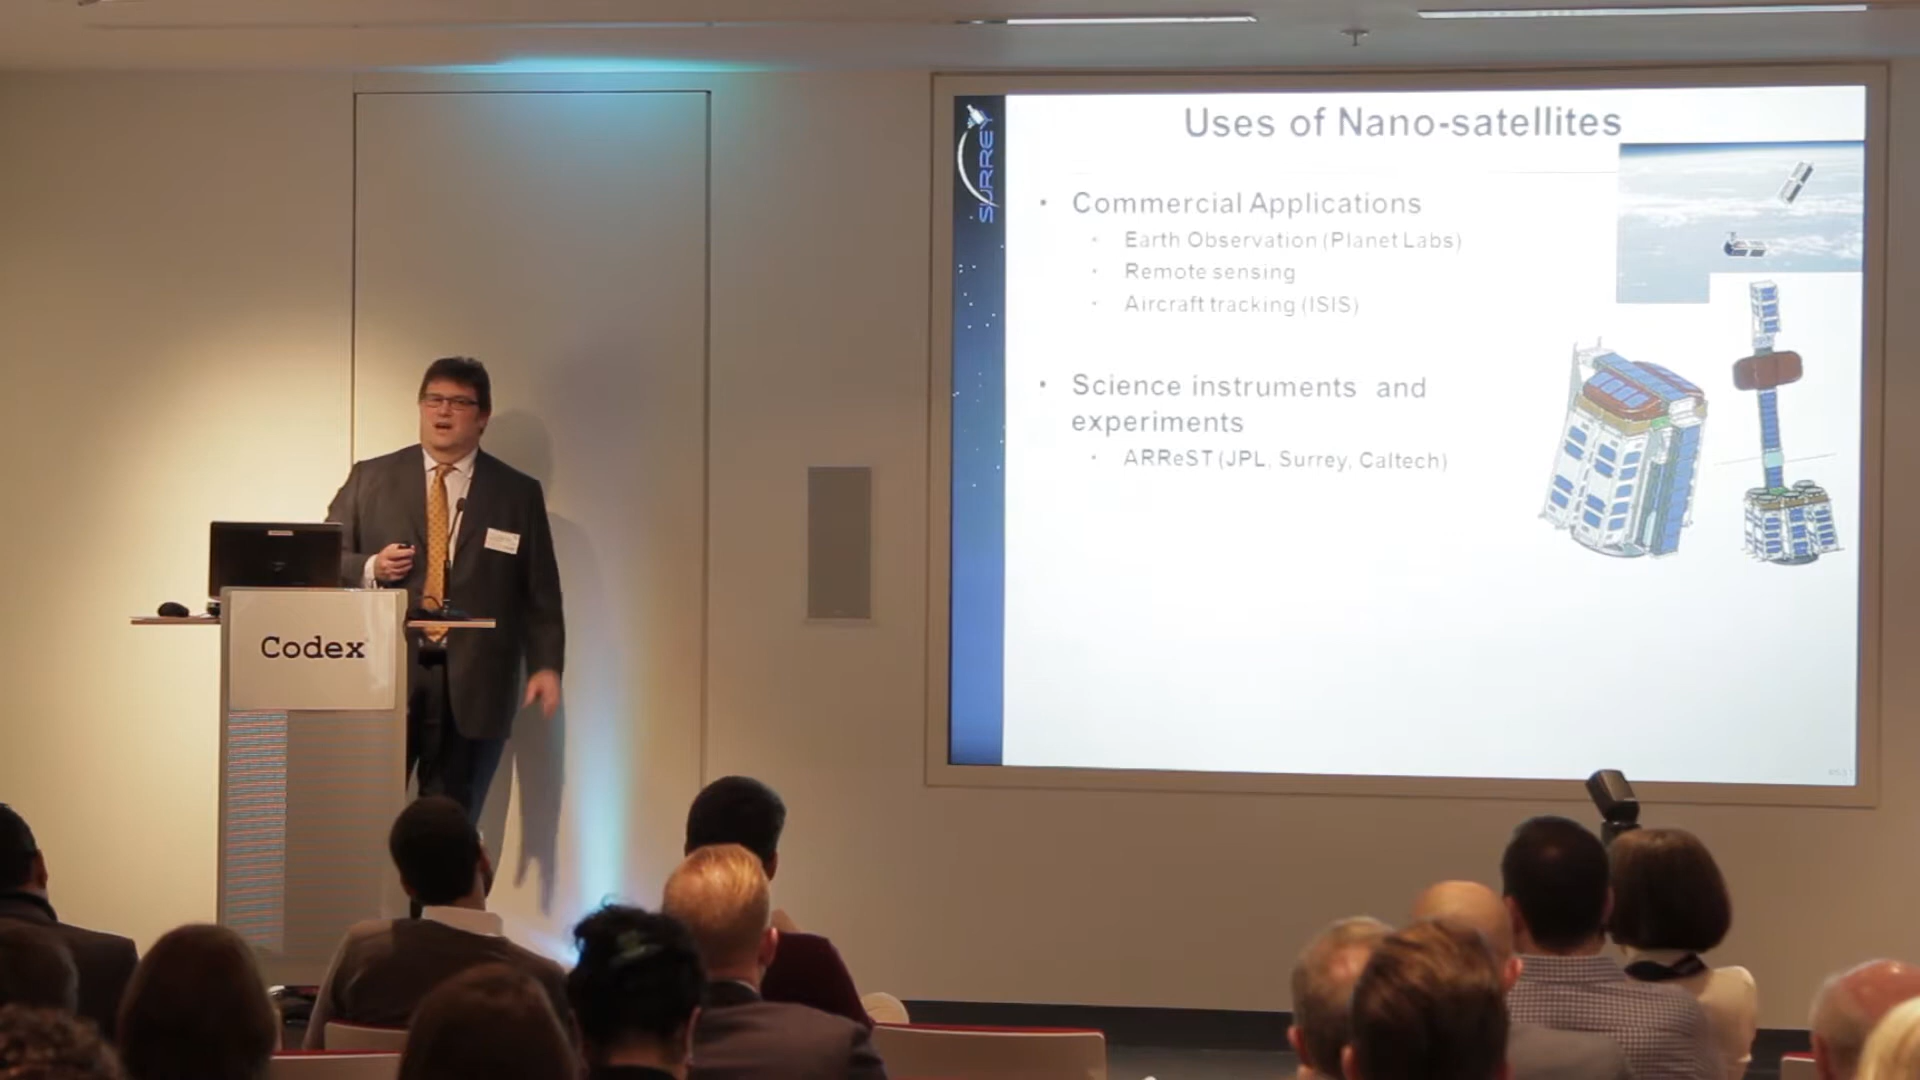 Uses of Nano-satellites
SURREY
• Commercial Applications
• Earth Observation (Planet Labs)
• Remote sensing
• Aircraft tracking (ISIS)
• Science instruments and
experiments
• ARReST (JPL, Surrey, Caltech)
Codex